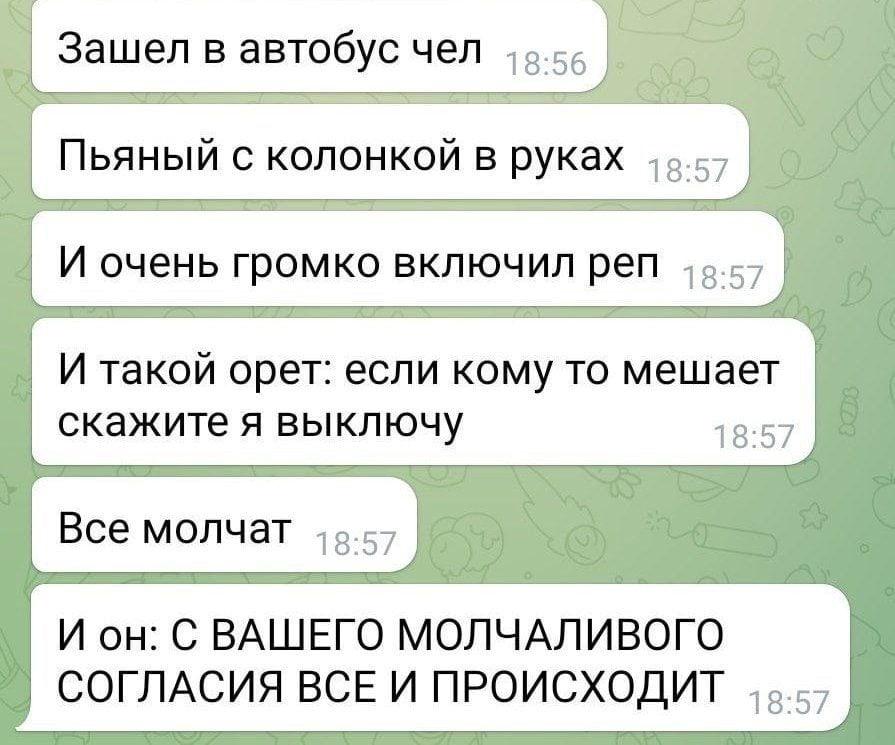 Зашел в автобус чел 18:56
Пьяный с колонкой в руках 18:57
И очень громко включил реп 18:57
И такой орет: если кому то мешает
скажите я выключу 18:57
Все молчат 18:57
И он: С ВАШЕГО МОЛЧАЛИВОГО
СОГЛАСИЯ ВСЕ И ПРОИСХОДИТ 18:57